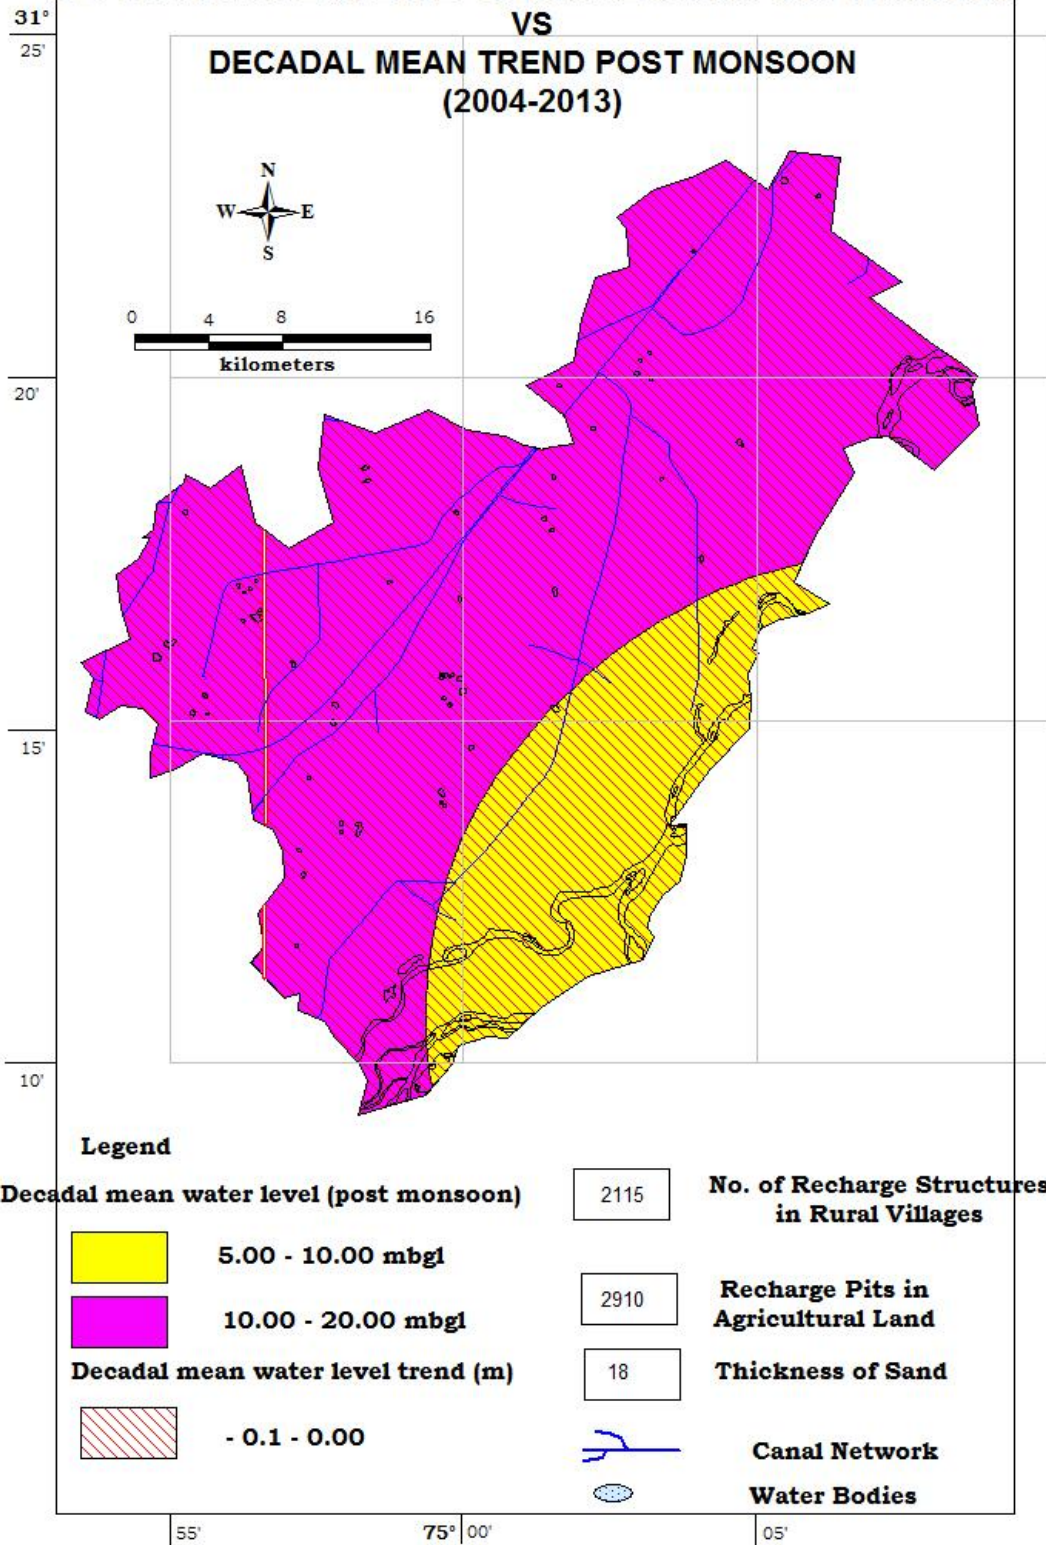 31°
VS
25'
DECADAL MEAN TREND POST MONSOON
(2004-2013)
N
W E
S
0 4 8 16
kilometers
20'
15'
10'
Legend
Decadal mean water level (post monsoon)
5.00 - 10.00 mbgl
10.00 - 20.00 mbgl
Decadal mean water level trend (m)
- 0.1 - 0.00
2115 No. of Recharge Structures
in Rural Villages
2910 Recharge Pits in
Agricultural Land
18 Thickness of Sand
Canal Network
Water Bodies
55' 75° 00' 05'